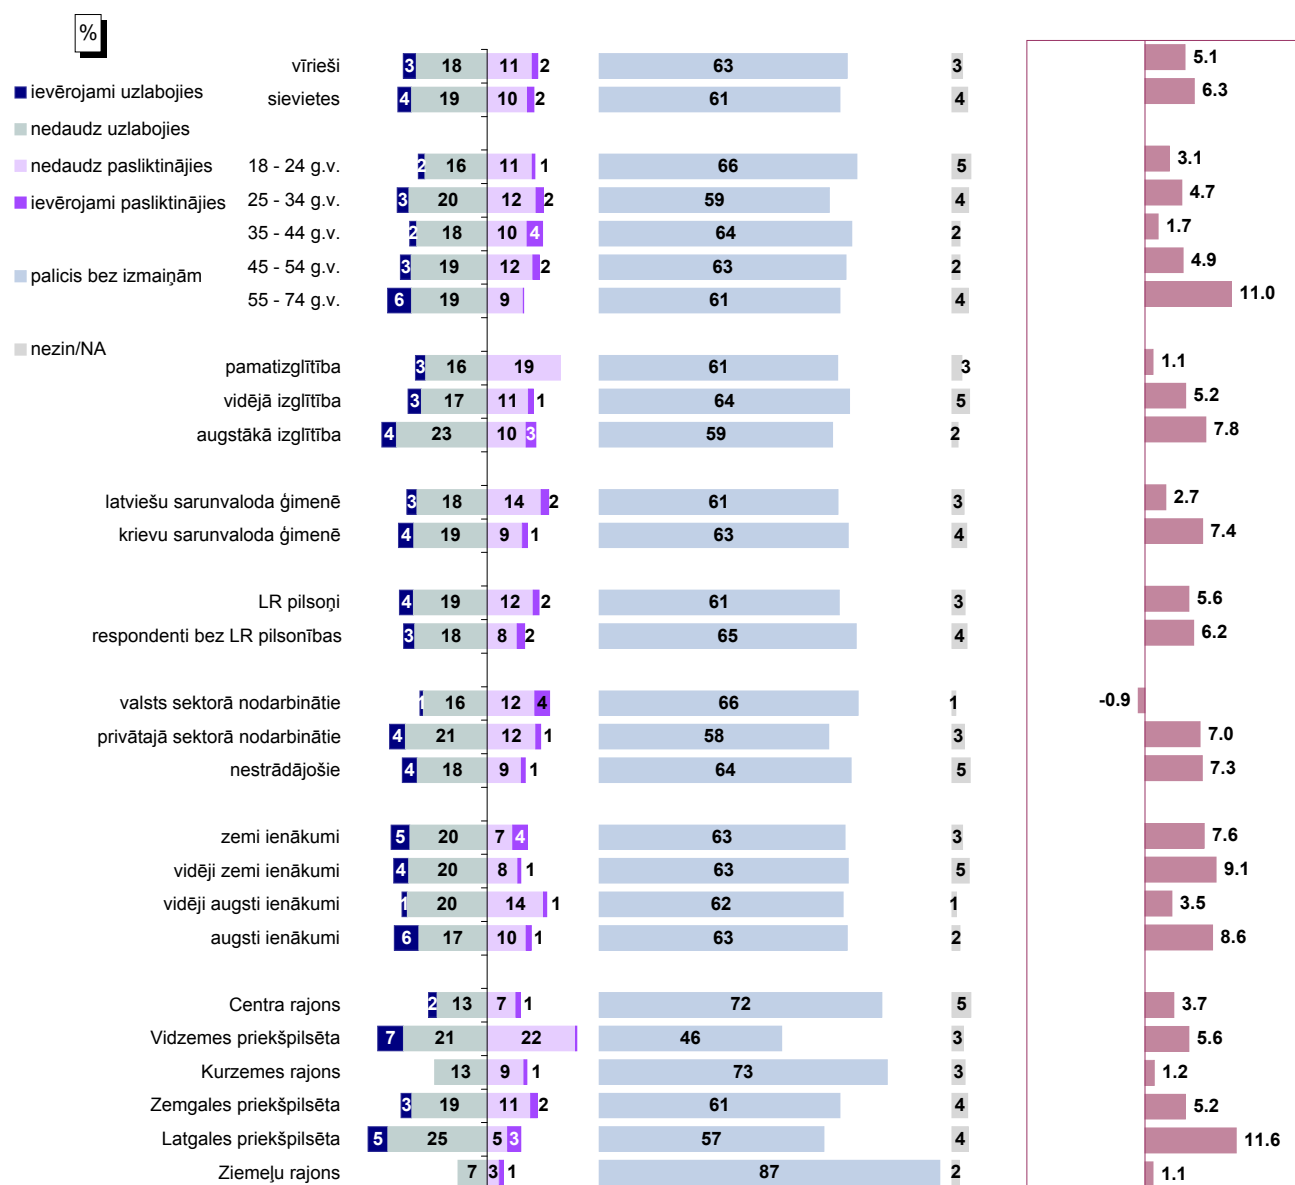 %
ievērojami uzlabojies
nedaudz uzlabojies
nedaudz pasliktinājies
ievērojami pasliktinājies
palicis bez izmaiņām
nezin/NA
vīrieši 3 18 11 2 63 3 5.1
sievietes 4 19 10 2 61 4 6.3
18 - 24 g.v. 2 16 11 1 66 5 3.1
25 - 34 g.v. 3 20 12 2 59 4 4.7
35 - 44 g.v. 2 18 10 4 64 2 1.7
45 - 54 g.v. 3 19 12 2 63 2 4.9
55 - 74 g.v. 6 19 9 61 4 11.0
pamatizglītība 3 16 19 61 3 1.1
vidējā izglītība 3 17 11 1 64 5 5.2
augstākā izglītība 4 23 10 3 59 2 7.8
latviešu sarunvaloda ģimenē 3 18 14 2 61 3 2.7
krievu sarunvaloda ģimenē 4 19 9 1 63 4 7.4
LR pilsoņi 4 19 12 2 61 3 5.6
respondenti bez LR pilsonības 3 18 8 2 65 4 6.2
valsts sektorā nodarbinātie 1 16 12 4 66 1 -0.9
privātajā sektorā nodarbinātie 4 21 12 1 58 3 7.0
nestrādājošie 4 18 9 1 64 5 7.3
zemi ienākumi 5 20 7 4 63 3 7.6
vidēji zemi ienākumi 4 20 8 1 63 5 9.1
vidēji augsti ienākumi 1 20 14 1 62 1 3.5
augsti ienākumi 6 17 10 1 63 2 8.6
Centra rajons 2 13 7 1 72 5 3.7
Vidzemes priekšpilsēta 7 21 22 46 3 5.6
Kurzemes rajons 13 9 1 73 3 1.2
Zemgales priekšpilsēta 3 19 11 2 61 4 5.2
Latgales priekšpilsēta 5 25 5 3 57 4 11.6
Ziemeļu rajons 7 3 1 87 2 1.1